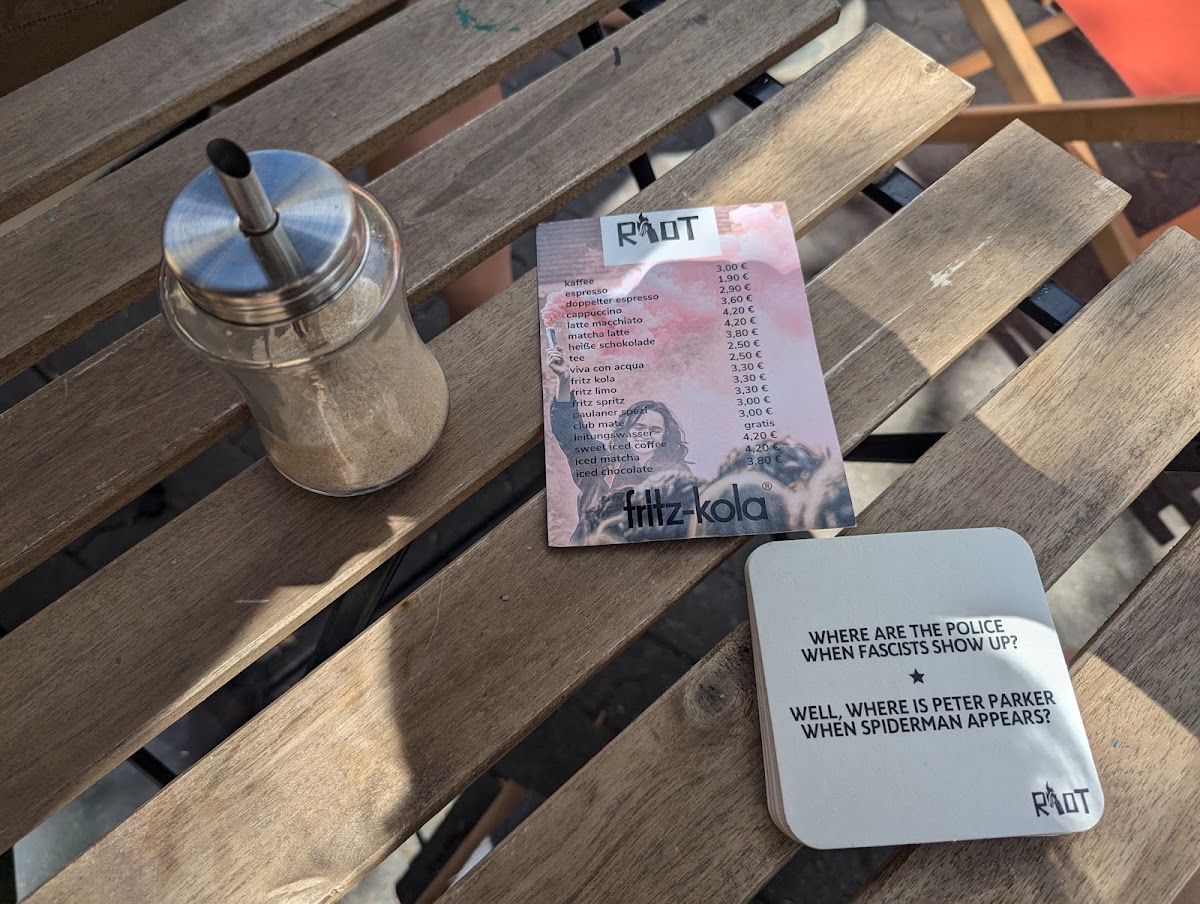 RIOT
kaffee 3,00 €
espresso 1,90 €
doppelter espresso 2,90 €
cappuccino 3,60 €
latte macchiato 4,20 €
matcha latte 4,20 €
heiße schokolade 3,80 €
tee 2,50 €
viva con acqua 2,50 €
fritz kola 3,30 €
fritz limo 3,30 €
fritz spritz 3,30 €
paulaner spezi 3,00 €
club mate 3,00 €
leitungswasser gratis
sweet iced coffee 4,20 €
iced matcha 4,20 €
iced chocolate 3,80 €
fritz-kola®
WHERE ARE THE POLICE
WHEN FASCISTS SHOW UP?
★
WELL, WHERE IS PETER PARKER
WHEN SPIDERMAN APPEARS?
RIOT